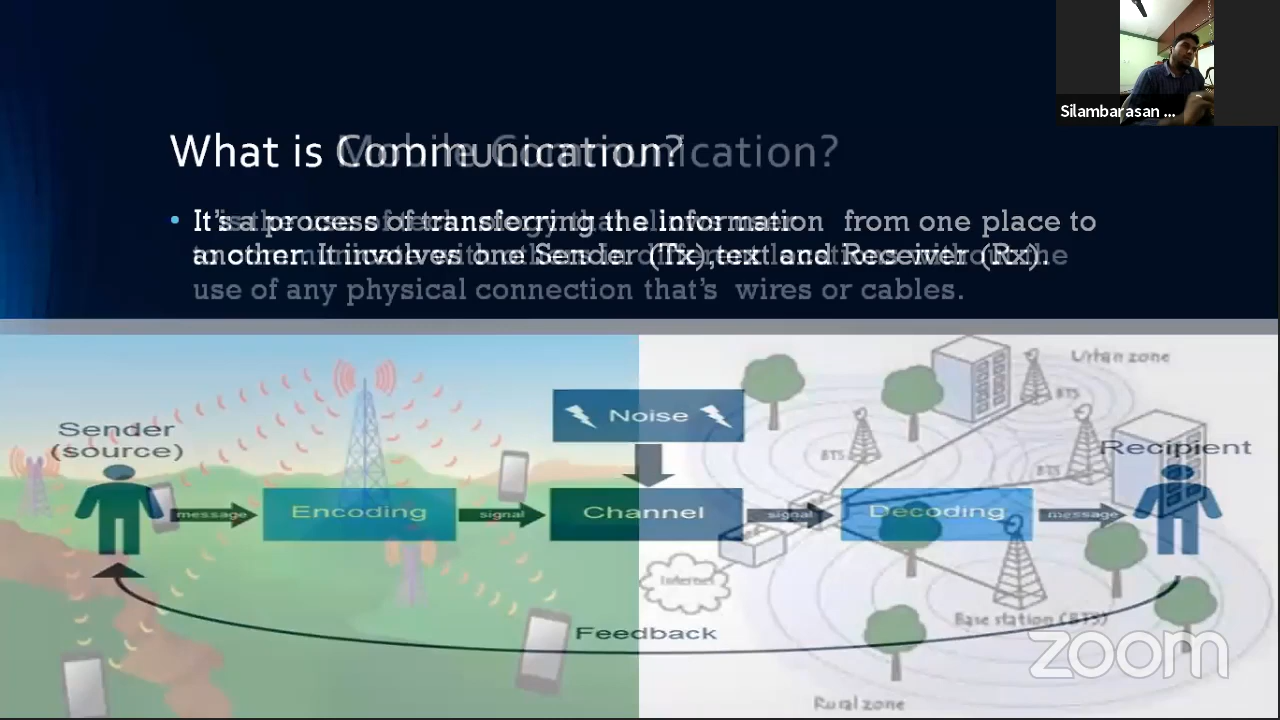 Silambarasan ...
What is Communication?
Mobile Communication?
It's a process of transferring the information from one place to
another. It involves one Sender (Tx),text and Receiver (Rx).
use of any physical connection that's wires or cables.
Urban zone
BTS
Noise
Sender
(source)
BTS
Recipient
BTS
message
Encoding
signal
Channel
signal
Decoding
message
Internet
Base station (BTS)
Feedback
zoom
Rural zone